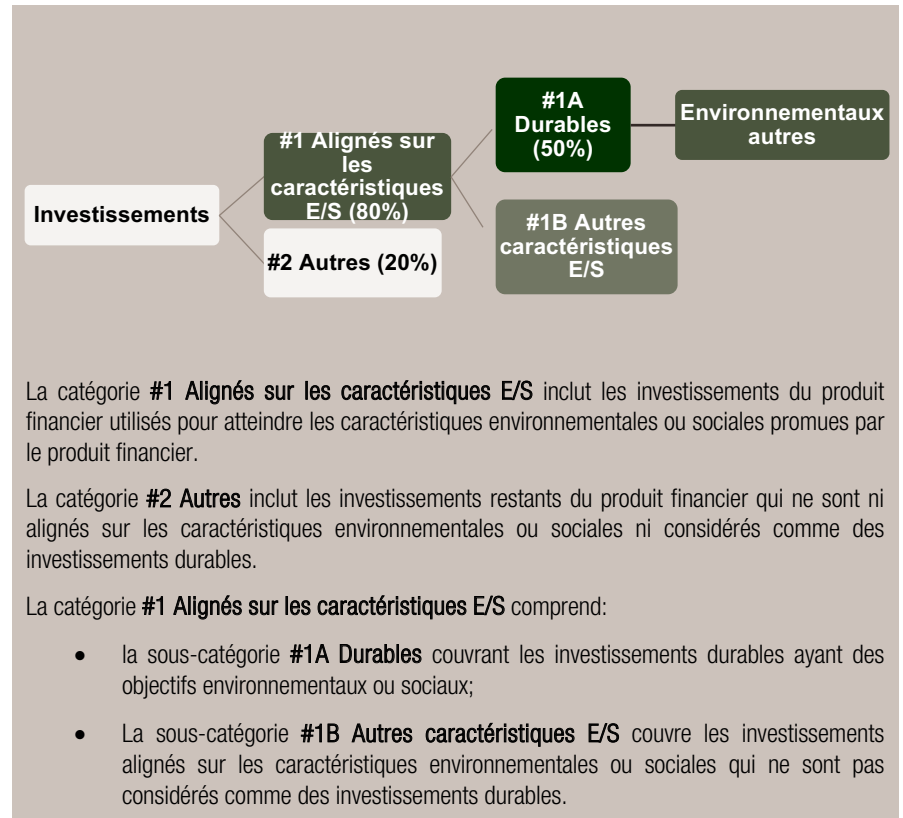 #1A
Durables
(50%)
Environnementaux
autres
#1 Alignés sur
les
caractéristiques
E/S (80%)
Investissements
#1B Autres
caractéristiques
E/S
#2 Autres (20%)
La catégorie #1 Alignés sur les caractéristiques E/S inclut les investissements du produit
financier utilisés pour atteindre les caractéristiques environnementales ou sociales promues par
le produit financier.
La catégorie #2 Autres inclut les investissements restants du produit financier qui ne sont ni
alignés sur les caractéristiques environnementales ou sociales ni considérés comme des
investissements durables.
La catégorie #1 Alignés sur les caractéristiques E/S comprend:
• la sous-catégorie #1A Durables couvrant les investissements durables ayant des
objectifs environnementaux ou sociaux;
• La sous-catégorie #1B Autres caractéristiques E/S couvre les investissements
alignés sur les caractéristiques environnementales ou sociales qui ne sont pas
considérés comme des investissements durables.